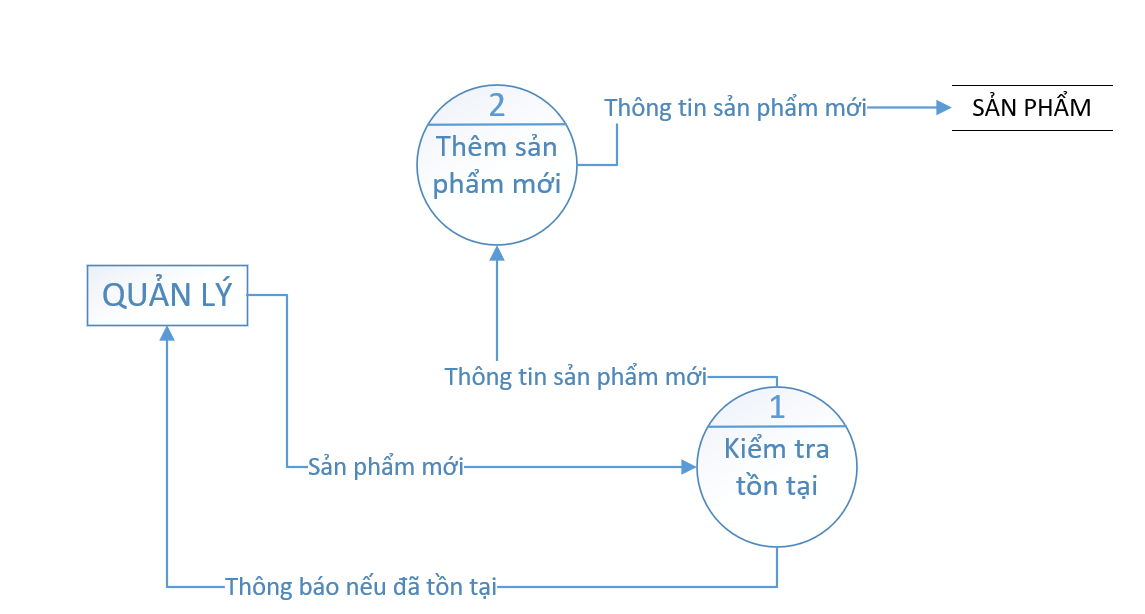 2
Thêm sản
phẩm mới
Thông tin sản phẩm mới
SẢN PHẨM
QUẢN LÝ
Thông tin sản phẩm mới
1
Kiểm tra
tồn tại
Sản phẩm mới
Thông báo nếu đã tồn tại